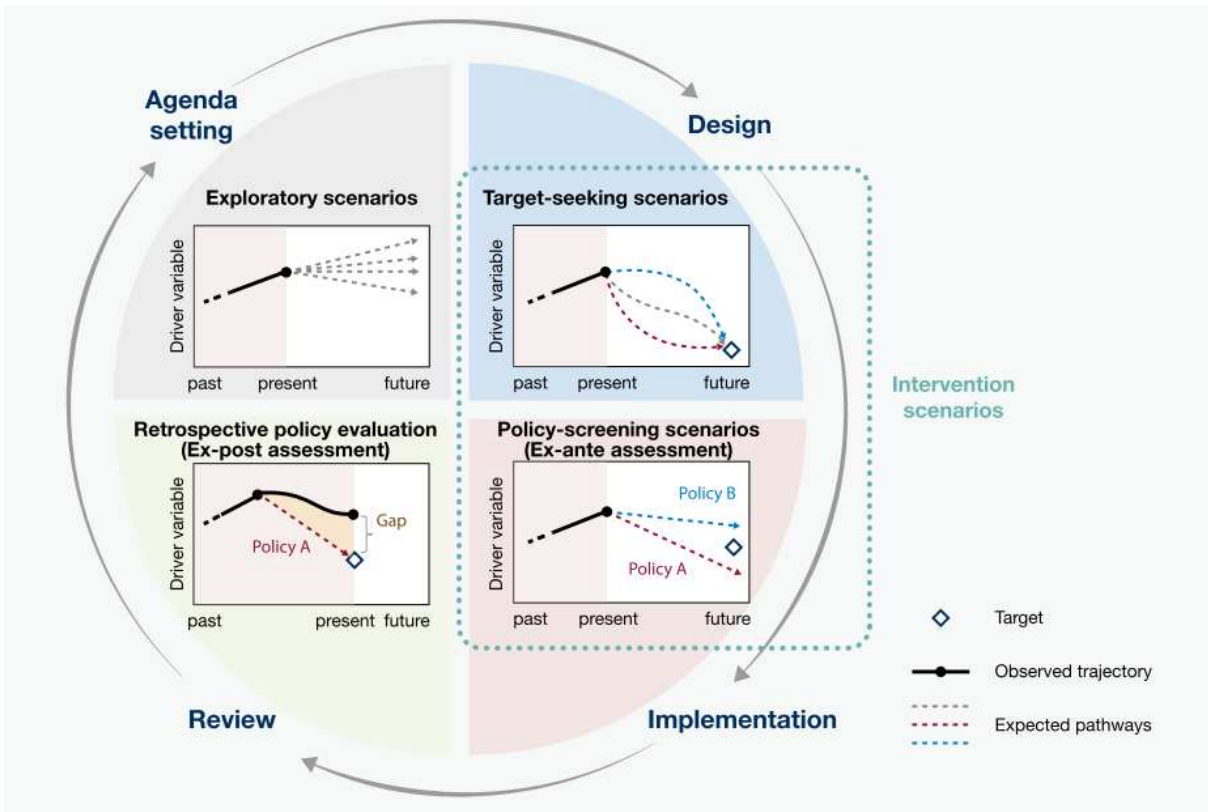 Agenda
setting
Design
Exploratory scenarios
Driver variable
past present future
Target-seeking scenarios
Driver variable
past present future
Intervention
scenarios
Retrospective policy evaluation
(Ex-post assessment)
Driver variable
Gap
Policy A
past present future
Policy-screening scenarios
(Ex-ante assessment)
Driver variable
Policy B
Policy A
past present future
Review
Implementation
Target
Observed trajectory
Expected pathways